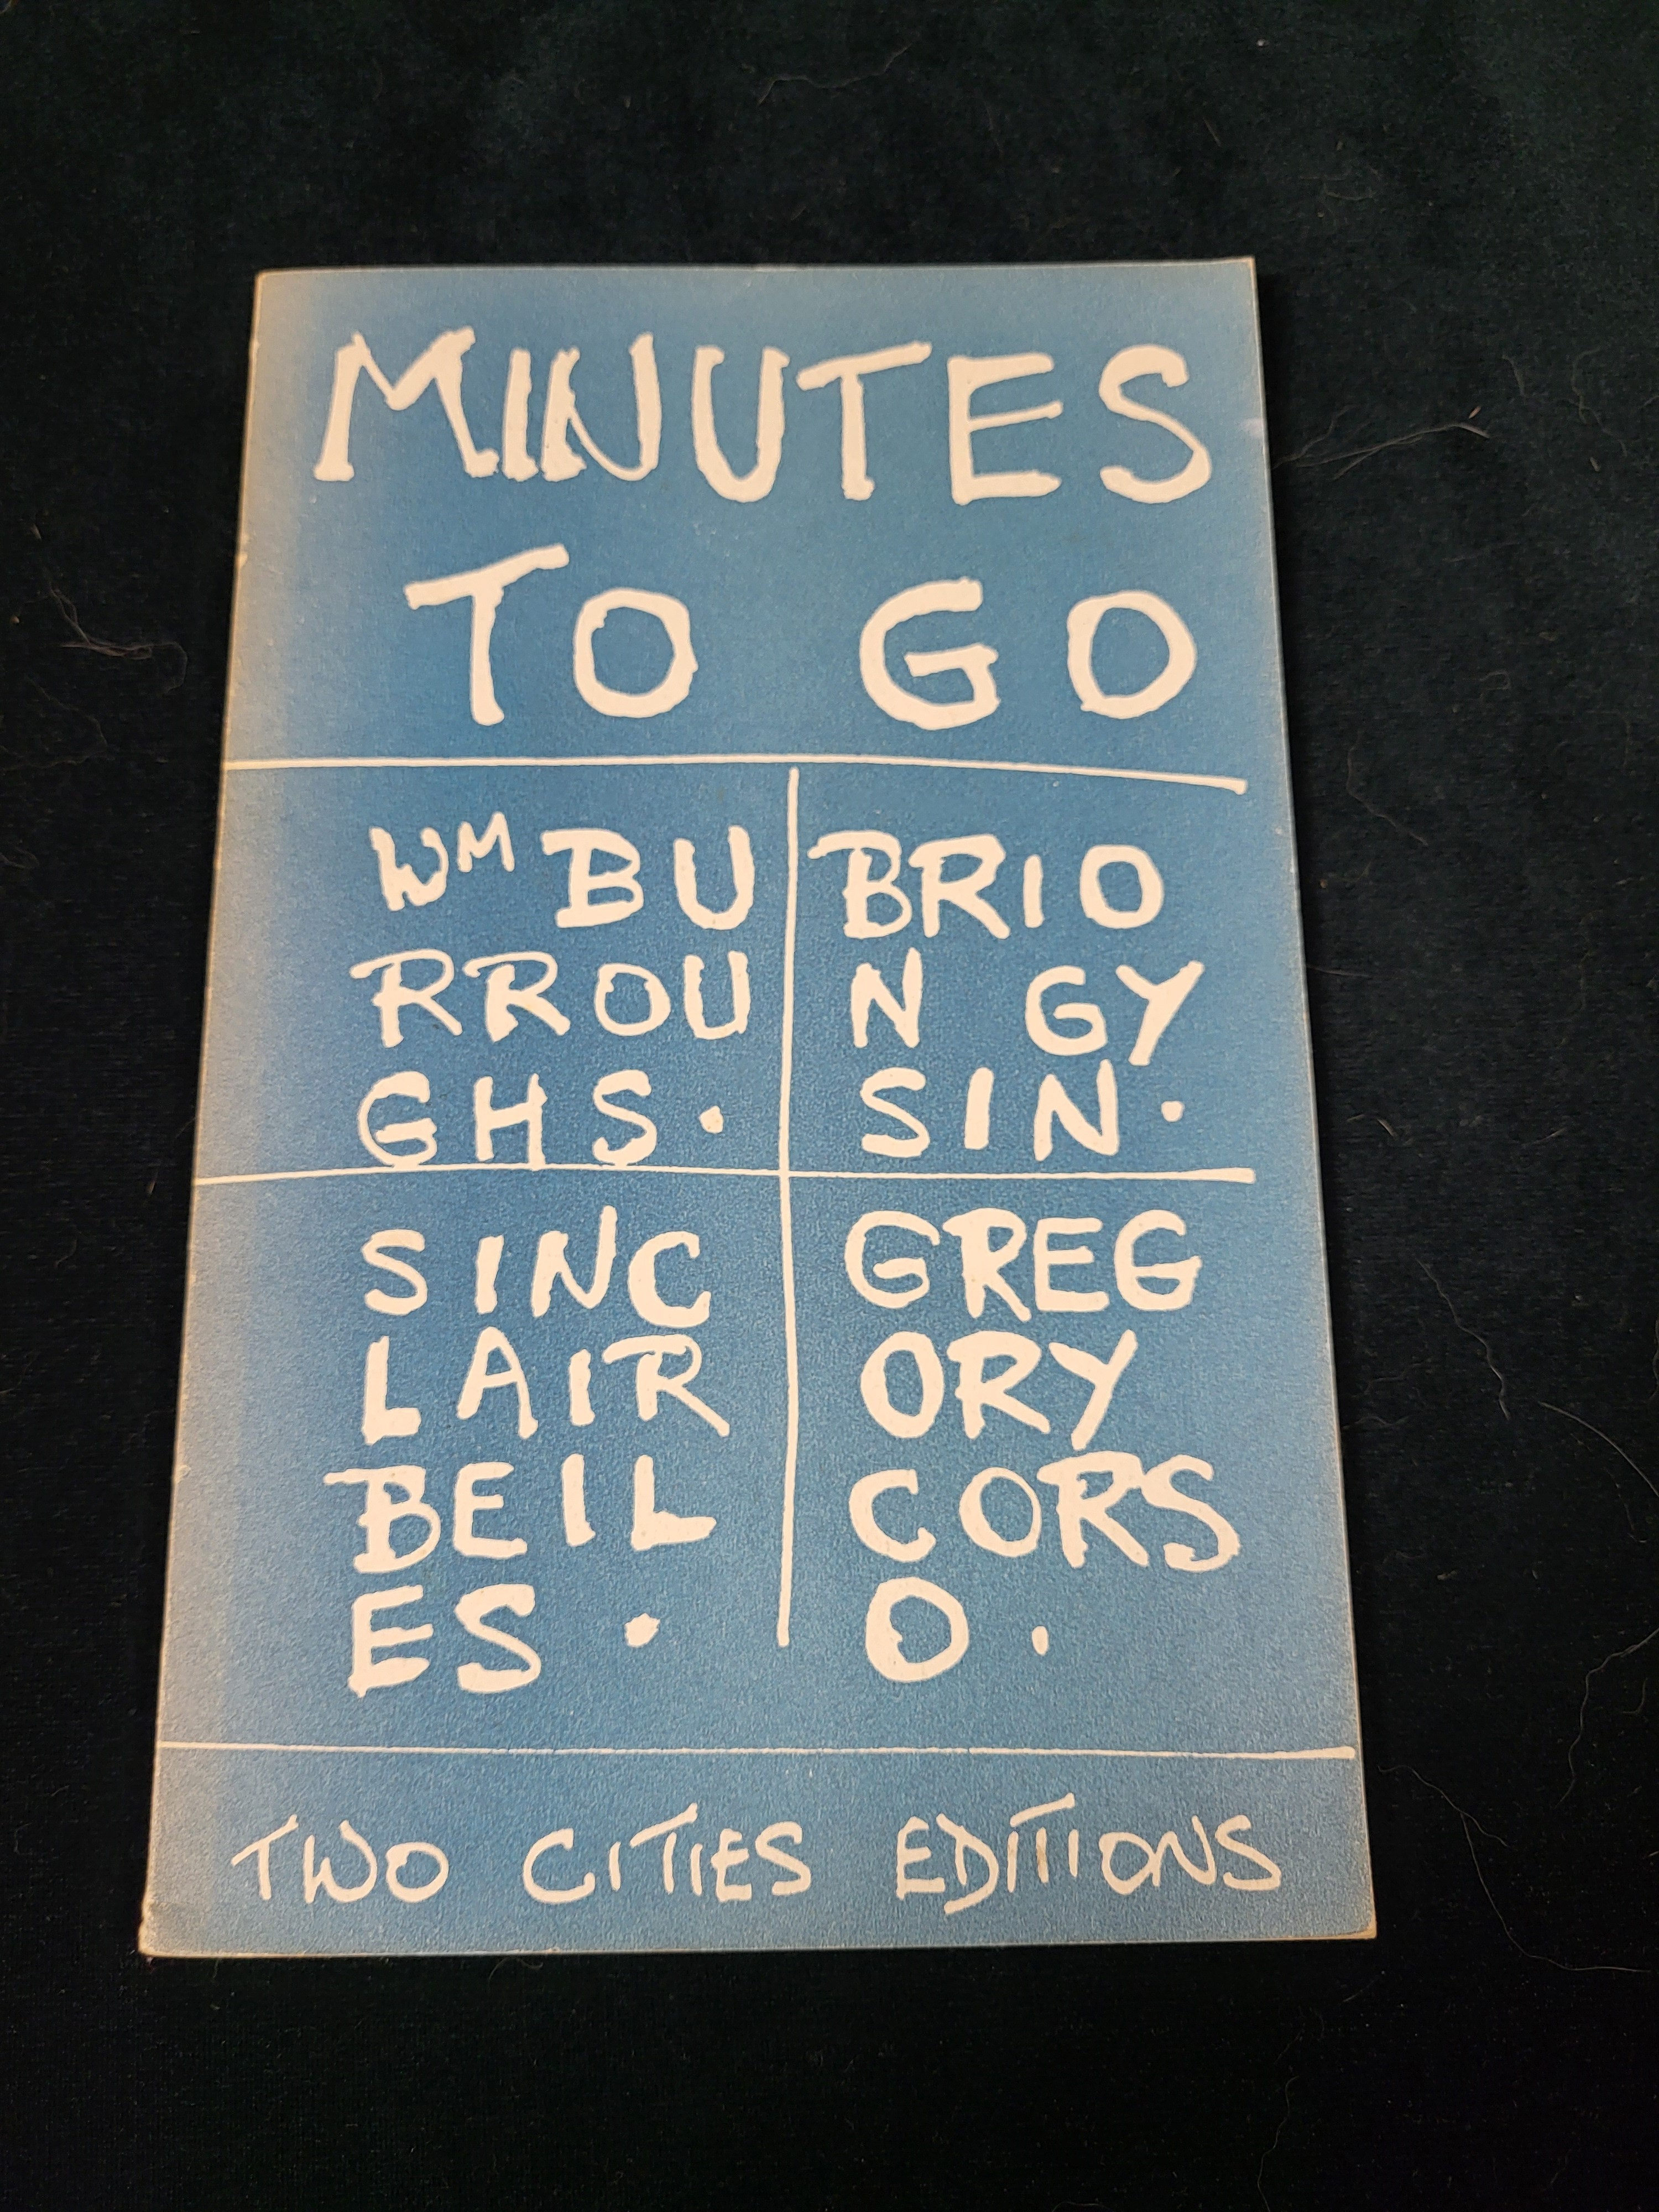 MINUTES
TO GO
WM BU
RROU
GHS.
BRIO
N GY
SIN.
SINC
LAIR
BEIL
ES.
GREG
ORY
CORS
O.
TWO CITIES EDITIONS